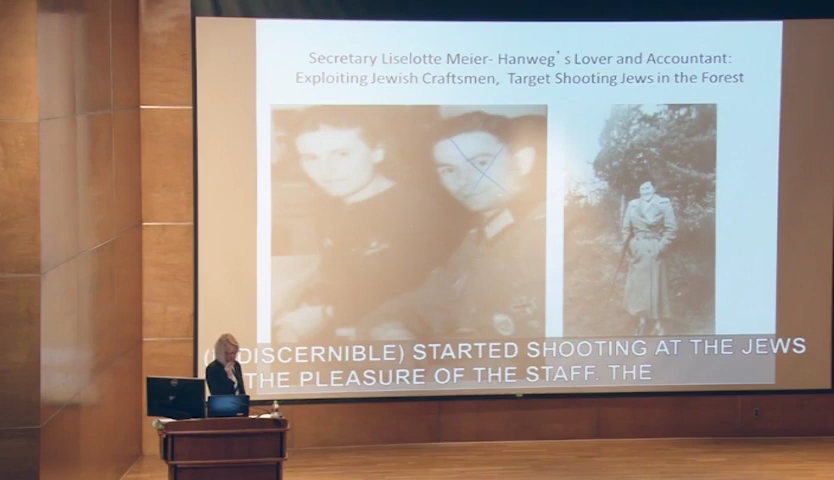 Secretary Liselotte Meier- Hanweg's Lover and Accountant:
Exploiting Jewish Craftsmen,  Target Shooting Jews in the Forest
DISCERNIBLE) STARTED SHOOTING AT THE JEWS
THE PLEASURE OF THE STAFF. THE